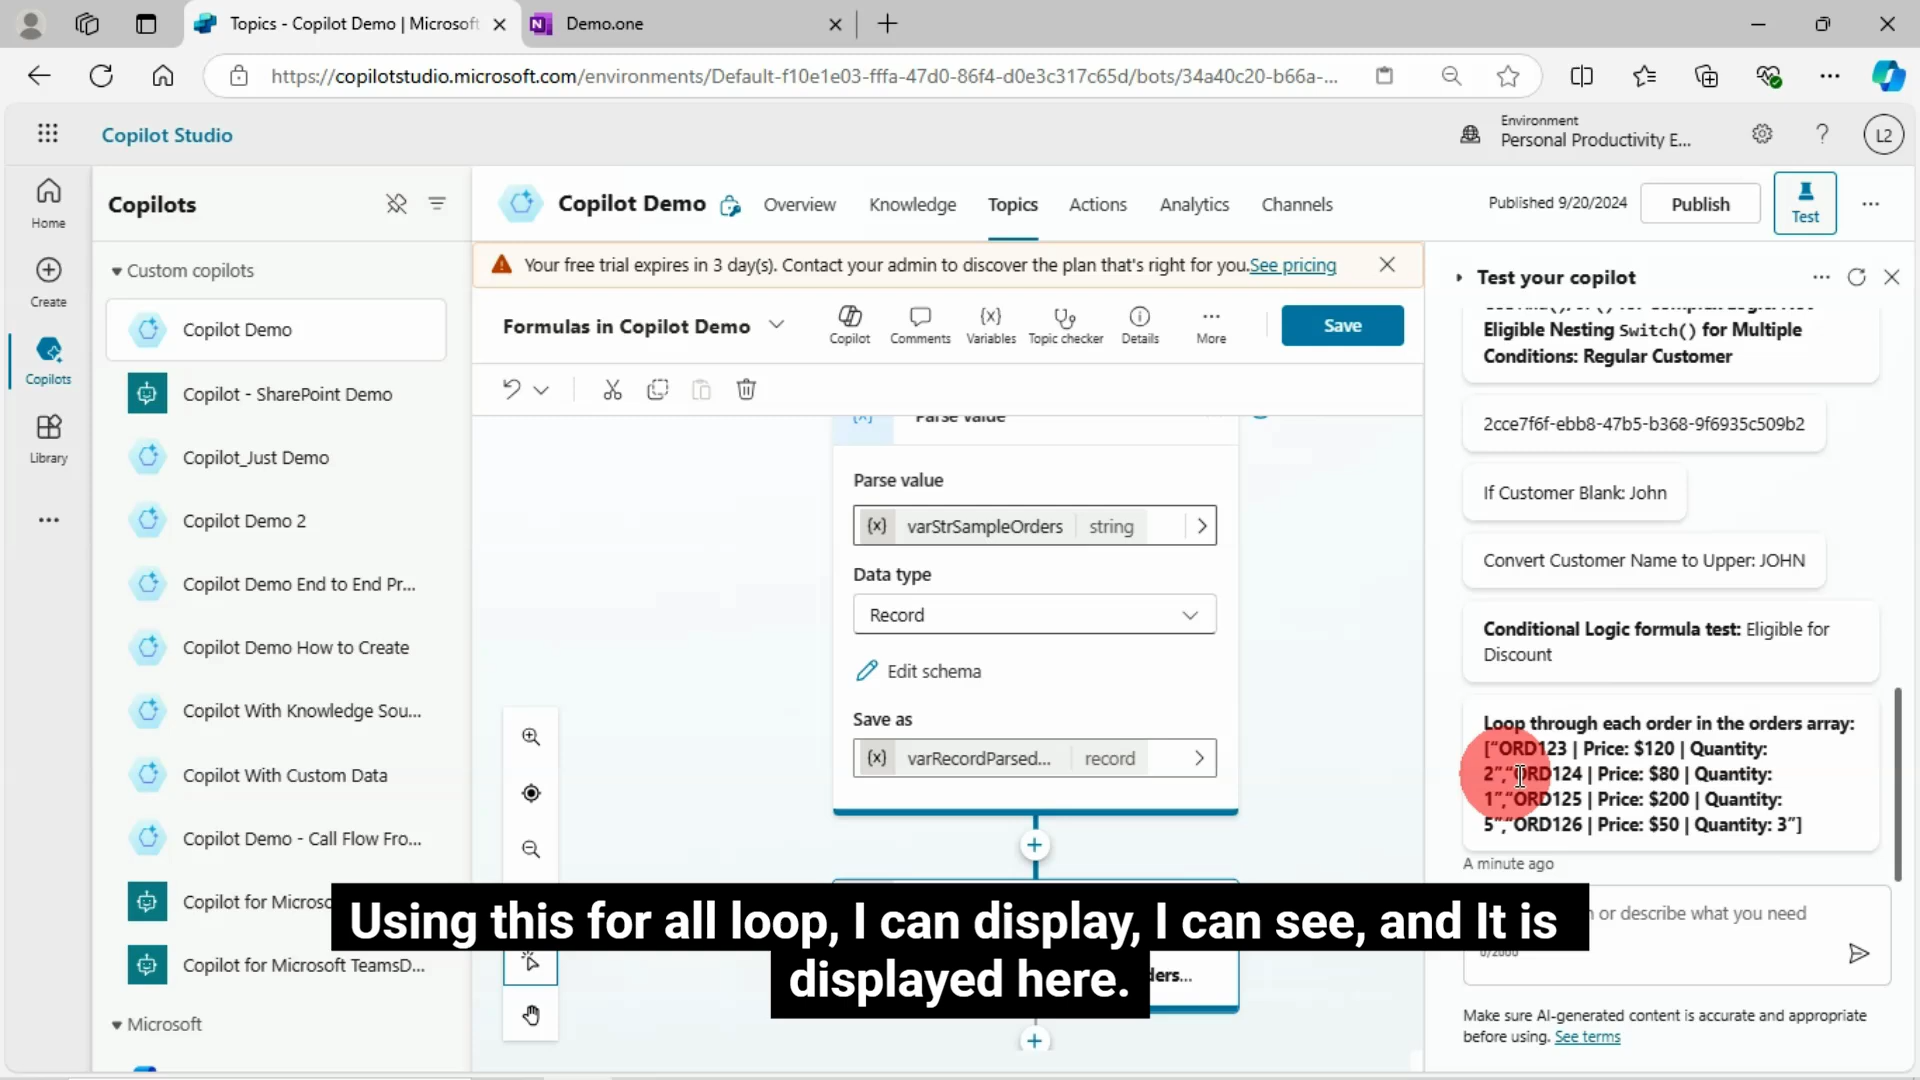 Topics - Copilot Demo | Microsoft
Demo.one
https://copilotstudio.microsoft.com/environments/Default-f10e1e03-fffa-47d0-86f4-d0e3c317c65d/bots/34a40c20-b66a-...
Copilot Studio
Environment
Personal Productivity E...
L2
Home
Create
Copilots
Library
Copilots
Custom copilots
Copilot Demo
Copilot - SharePoint Demo
Copilot_Just Demo
Copilot Demo 2
Copilot Demo End to End Pr...
Copilot Demo How to Create
Copilot With Knowledge Sou...
Copilot With Custom Data
Copilot Demo - Call Flow Fro...
Copilot for Microso
Copilot for Microsoft TeamsD...
Microsoft
Copilot Demo
Overview
Knowledge
Topics
Actions
Analytics
Channels
Published 9/20/2024
Publish
Test
Your free trial expires in 3 day(s). Contact your admin to discover the plan that's right for you. See pricing
Formulas in Copilot Demo
Copilot
Comments
Variables
Topic checker
Details
More
Save
Parse value
Parse value
{x} varStrSampleOrders string
Data type
Record
Edit schema
Save as
{x} varRecordParsed... record
ders...
Test your copilot
Eligible Nesting Switch() for Multiple
Conditions: Regular Customer
2cce7f6f-ebb8-47b5-b368-9f6935c509b2
If Customer Blank: John
Convert Customer Name to Upper: JOHN
Conditional Logic formula test: Eligible for
Discount
Loop through each order in the orders array:
["ORD123 | Price: $120 | Quantity:
2","ORD124 | Price: $80 | Quantity:
1","ORD125 | Price: $200 | Quantity:
5","ORD126 | Price: $50 | Quantity: 3"]
A minute ago
or describe what you need
0/2000
Make sure AI-generated content is accurate and appropriate
before using. See terms
Using this for all loop, I can display, I can see, and It is
displayed here.